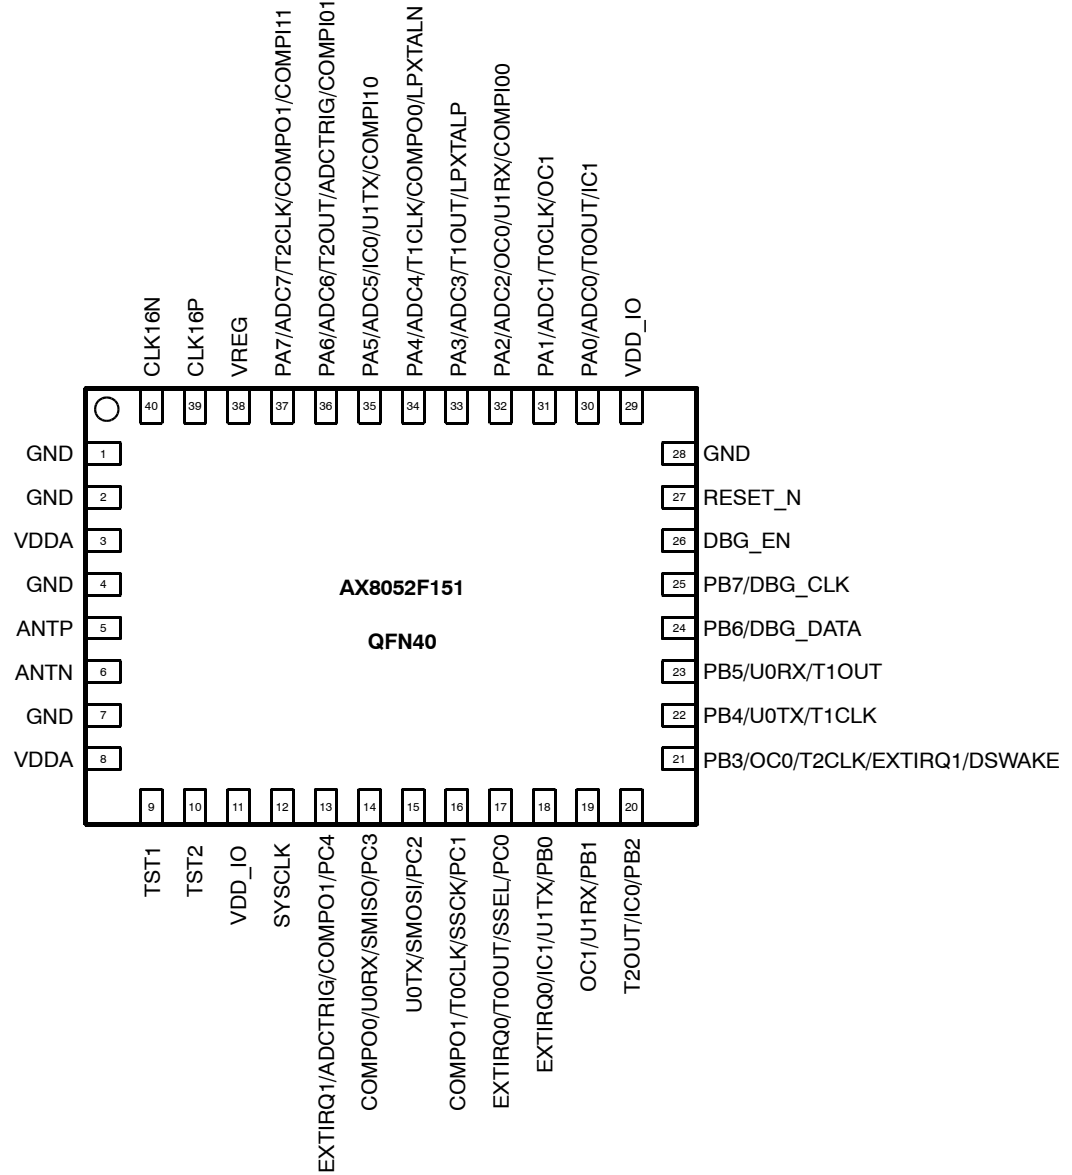 CLK16N
CLK16P
VREG
PA7/ADC7/T2CLK/COMPO1/COMPI11
PA6/ADC6/T2OUT/ADCTRIG/COMPI01
PA5/ADC5/IC0/U1TX/COMPI10
PA4/ADC4/T1CLK/COMPO0/LPXTALN
PA3/ADC3/T1OUT/LPXTALP
PA2/ADC2/OC0/U1RX/COMPI00
PA1/ADC1/T0CLK/OC1
PA0/ADC0/T0OUT/IC1
VDD_IO
40
39
38
37
36
35
34
33
32
31
30
29
GND 1
GND 2
VDDA 3
GND 4
ANTP 5
ANTN 6
GND 7
VDDA 8
AX8052F151
QFN40
28 GND
27 RESET_N
26 DBG_EN
25 PB7/DBG_CLK
24 PB6/DBG_DATA
23 PB5/U0RX/T1OUT
22 PB4/U0TX/T1CLK
21 PB3/OC0/T2CLK/EXTIRQ1/DSWAKE
9
10
11
12
13
14
15
16
17
18
19
20
TST1
TST2
VDD_IO
SYSCLK
EXTIRQ1/ADCTRIG/COMPO1/PC4
COMPO0/U0RX/SMISO/PC3
U0TX/SMOSI/PC2
COMPO1/T0CLK/SSCK/PC1
EXTIRQ0/T0OUT/SSEL/PC0
EXTIRQ0/IC1/U1TX/PB0
OC1/U1RX/PB1
T2OUT/IC0/PB2